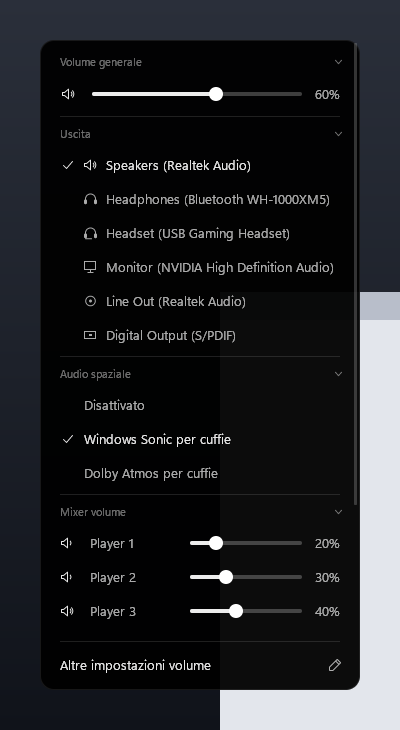 Volume generale
60%
Uscita
Speakers (Realtek Audio)
Headphones (Bluetooth WH-1000XM5)
Headset (USB Gaming Headset)
Monitor (NVIDIA High Definition Audio)
Line Out (Realtek Audio)
Digital Output (S/PDIF)
Audio spaziale
Disattivato
Windows Sonic per cuffie
Dolby Atmos per cuffie
Mixer volume
Player 1 20%
Player 2 30%
Player 3 40%
Altre impostazioni volume